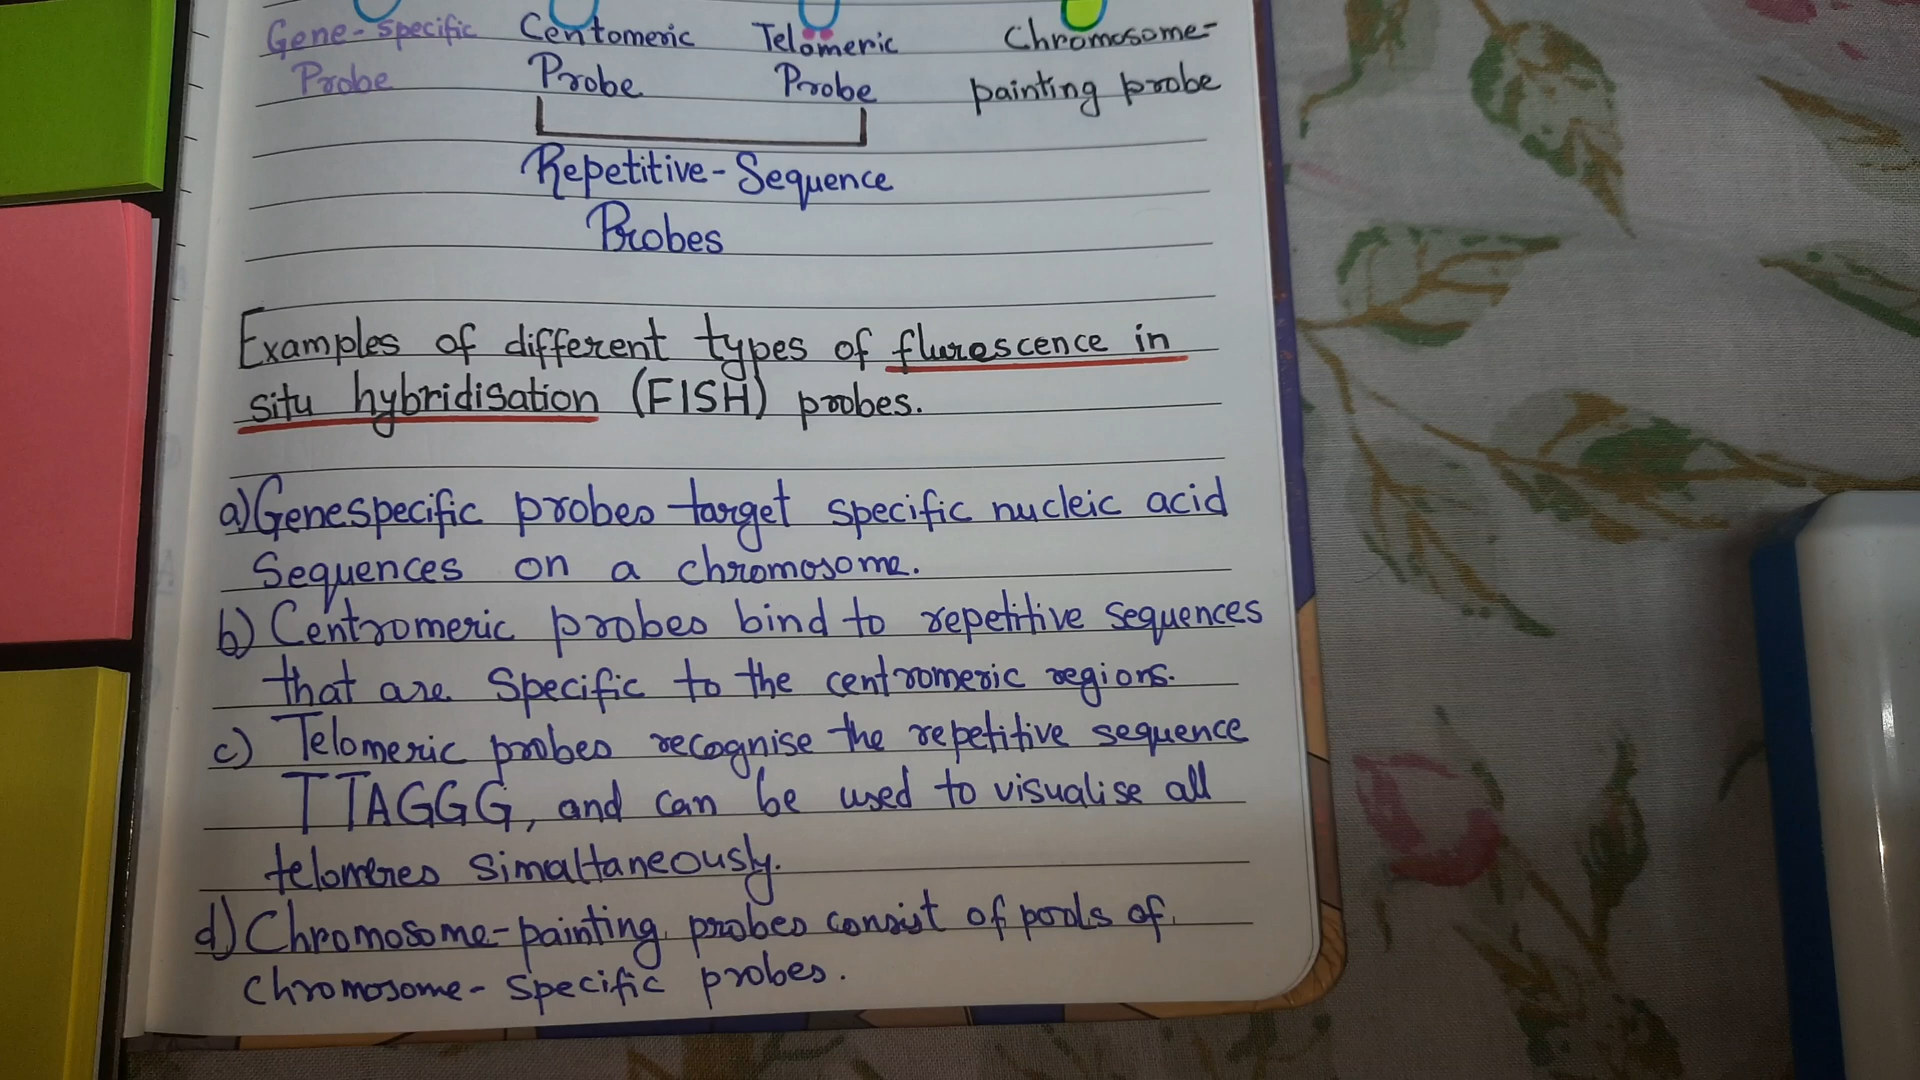 Gene-specific Centomeric Telomeric Chromosome-
Probe Probe Probe painting probe
Repetitive-Sequence
Probes
Examples of different types of flurescence in
situ hybridisation (FISH) probes.
a) Genespecific probes target specific nucleic acid
Sequences on a chromosome.
b) Centromeric probes bind to repetitive sequences
that are Specific to the centromeric regions.
c) Telomeric probes recognise the repetitive sequence
TTAGGG, and can be used to visualise all
telomeres simaltaneously.
d) Chromosome-painting probes consist of pools of
chromosome-specific probes.